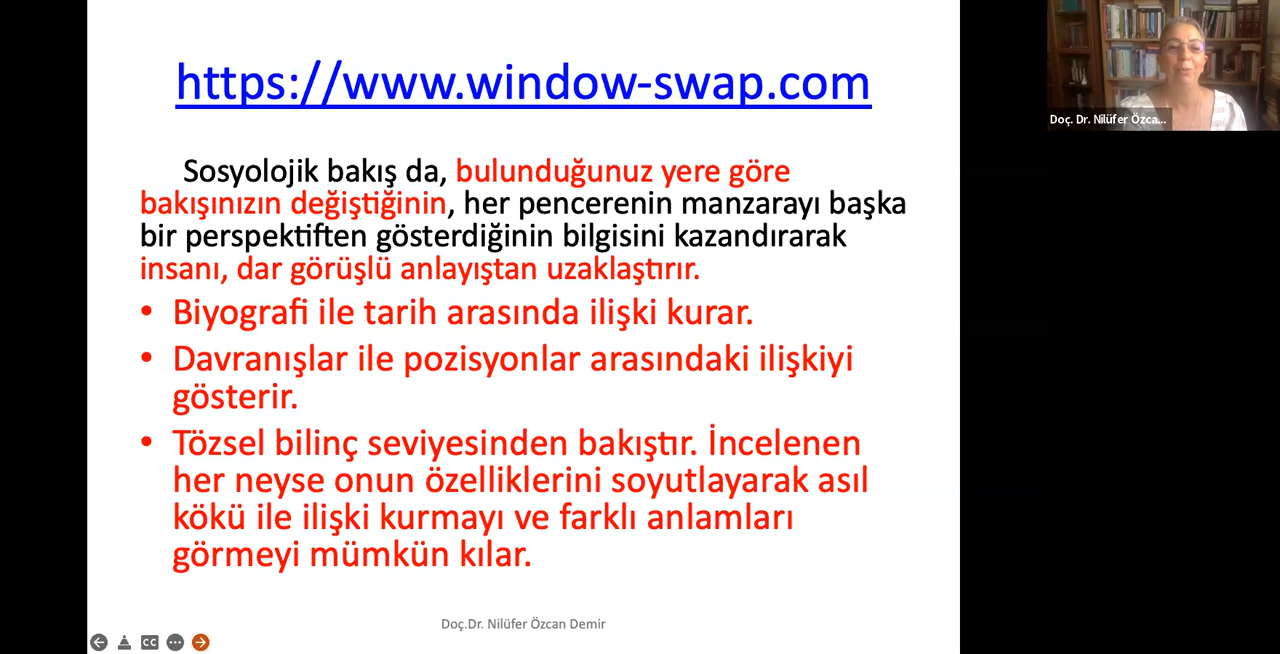 https://www.window-swap.com
Sosyolojik bakış da, bulunduğunuz yere göre
bakışınızın değiştiğinin, her pencerenin manzarayı başka
bir perspektiften gösterdiğinin bilgisini kazandırarak
insanı, dar görüşlü anlayıştan uzaklaştırır.
• Biyografi ile tarih arasında ilişki kurar.
• Davranışlar ile pozisyonlar arasındaki ilişkiyi
gösterir.
• Tözsel bilinç seviyesinden bakıştır. İncelenen
her neyse onun özelliklerini soyutlayarak asıl
kökü ile ilişki kurmayı ve farklı anlamları
görmeyi mümkün kılar.
Doç.Dr. Nilüfer Özcan Demir
CC
Doç. Dr. Nilüfer Özca...